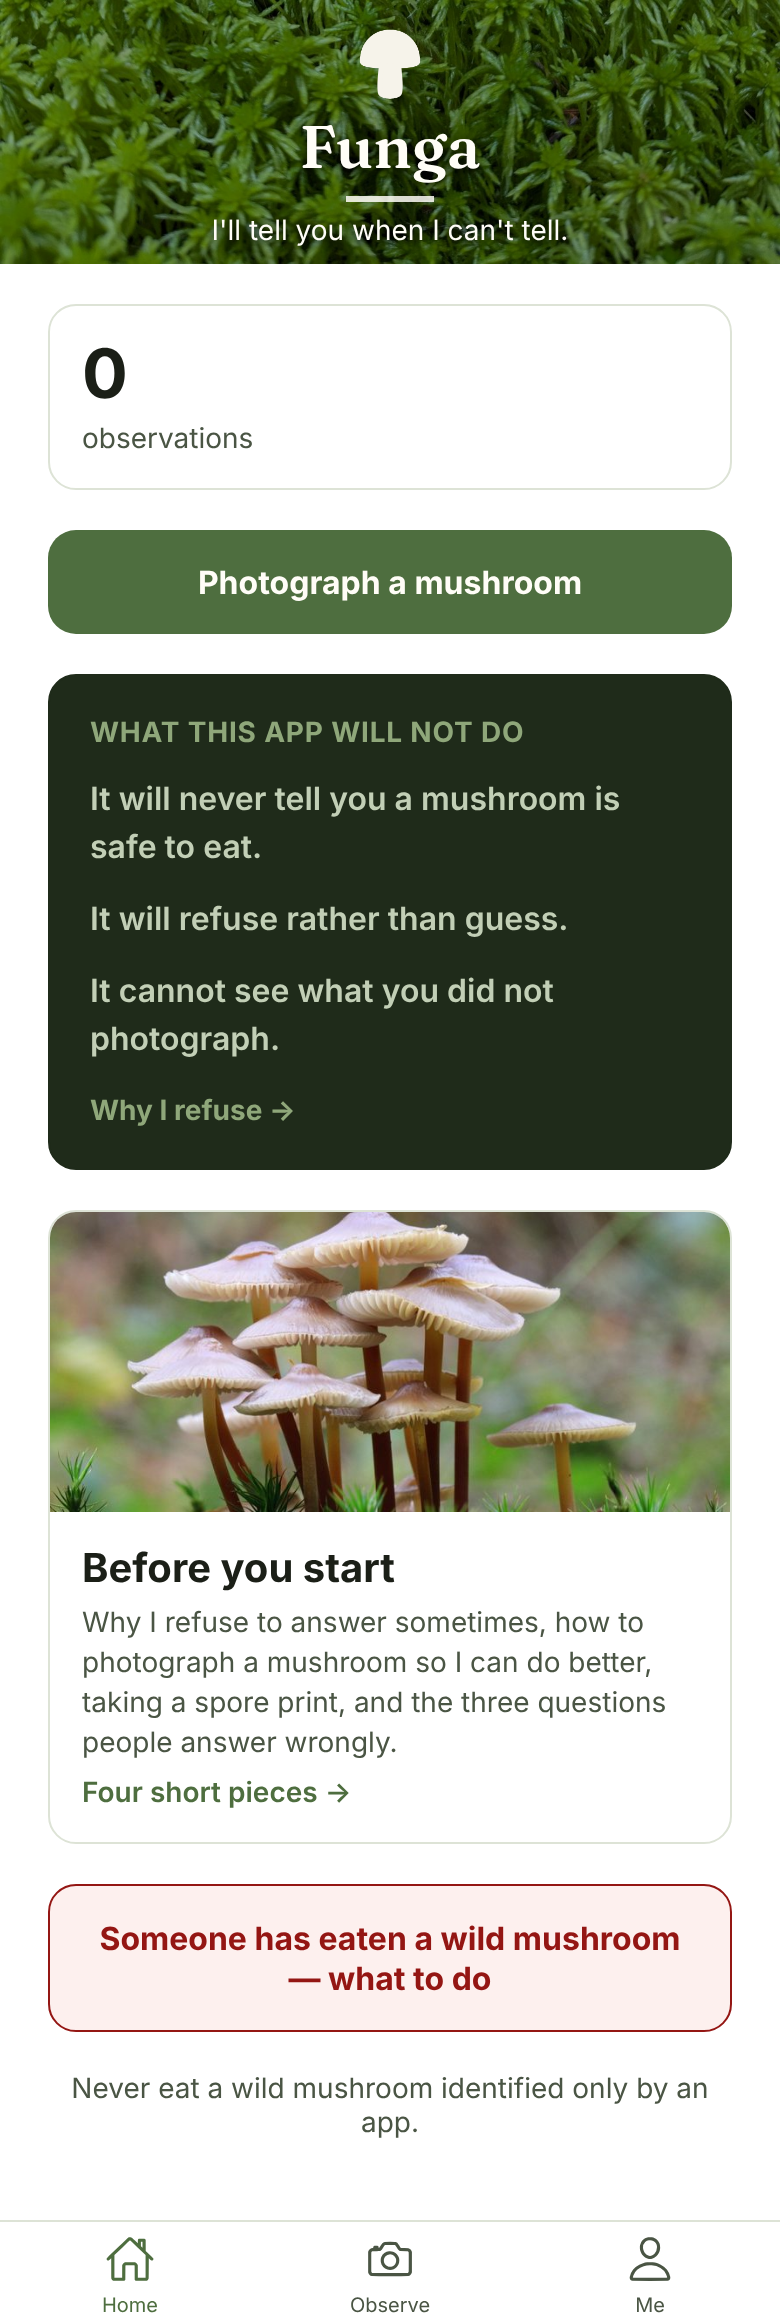 Funga
I'll tell you when I can't tell.
0
observations
Photograph a mushroom
WHAT THIS APP WILL NOT DO
It will never tell you a mushroom is
safe to eat.
It will refuse rather than guess.
It cannot see what you did not
photograph.
Why I refuse →
Before you start
Why I refuse to answer sometimes, how to
photograph a mushroom so I can do better,
taking a spore print, and the three questions
people answer wrongly.
Four short pieces →
Someone has eaten a wild mushroom
— what to do
Never eat a wild mushroom identified only by an
app.
Home
Observe
Me